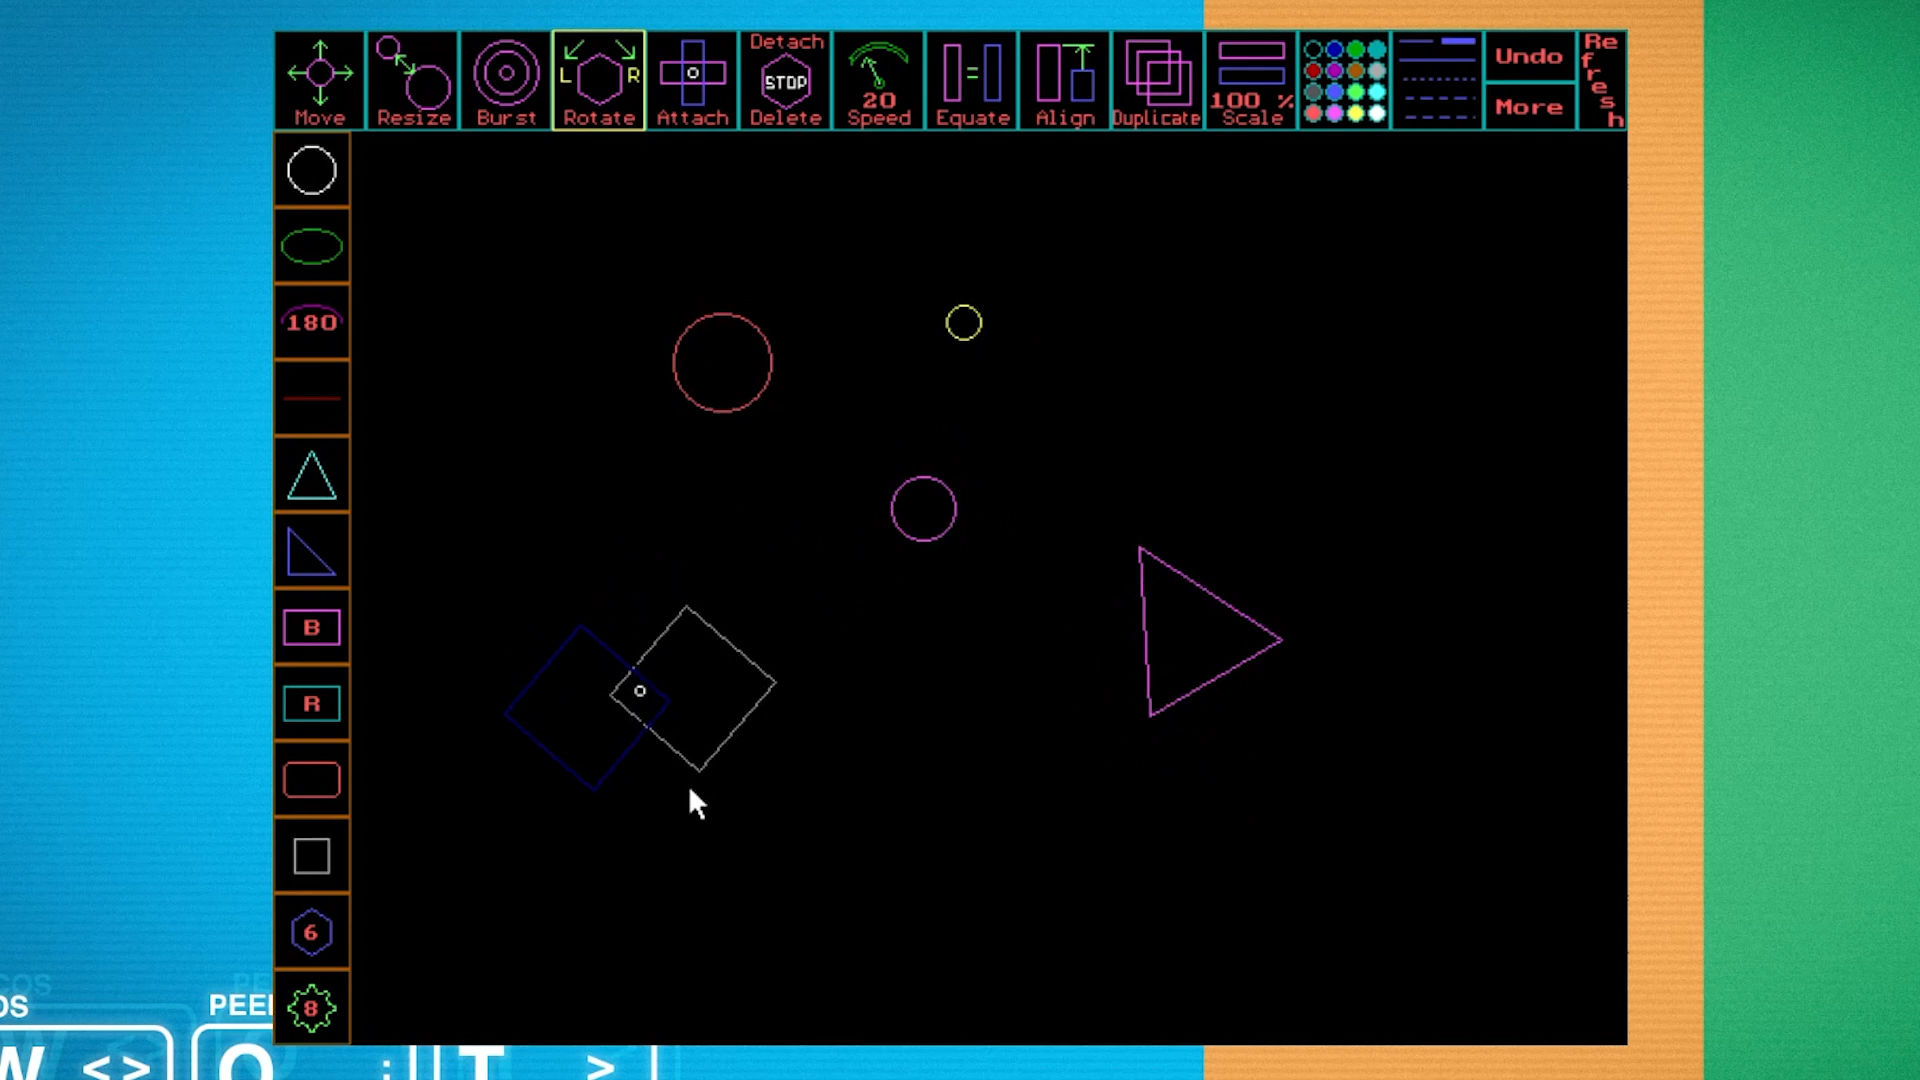 Move
Resize
Burst
L R
Rotate
Attach
Detach
STOP
Delete
20
Speed
=
Equate
Align
Duplicate
100 %
Scale
Undo
More
Refresh
180
B
R
6
8
PEE
W <> O : T >